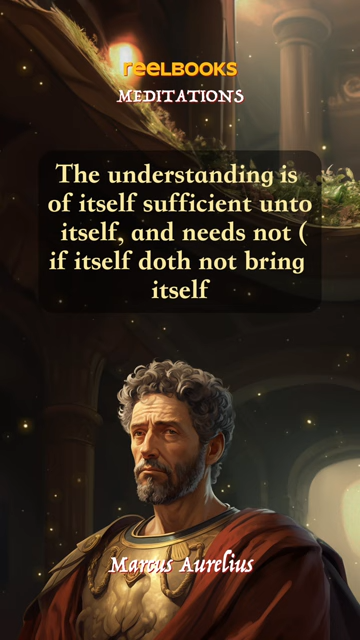 reelBOOKS
MEDITATIONS
The understanding is
of itself sufficient unto
itself, and needs not (
if itself doth not bring
itself
Marcus Aurelius